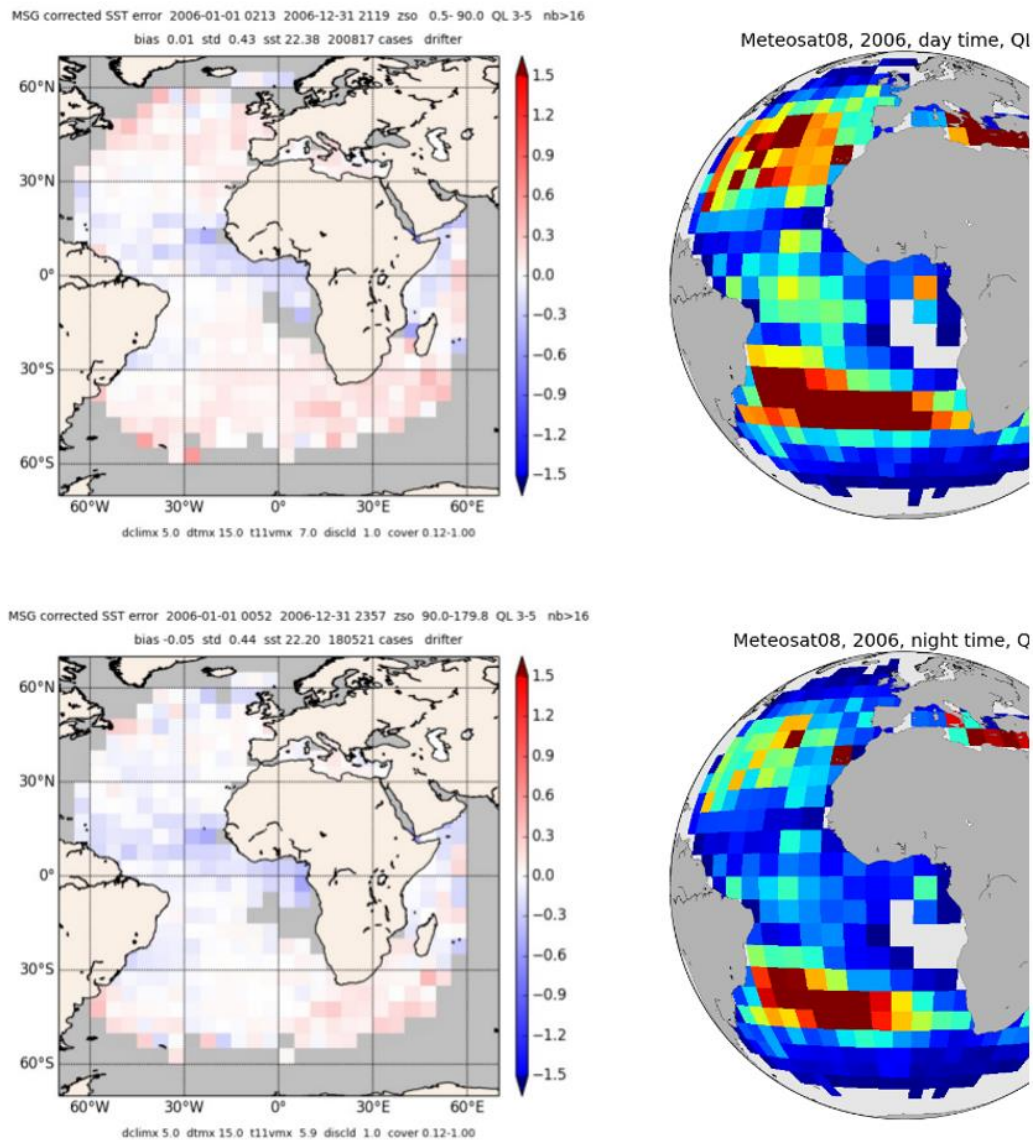 MSG corrected SST error 2006-01-01 0213 2006-12-31 2119 zso 0.5- 90.0 QL 3-5 nb>16
bias 0.01 std 0.43 sst 22.38 200817 cases drifter
60°N
30°N
0°
30°S
60°S
60°W 30°W 0° 30°E 60°E
1.5
1.2
0.9
0.6
0.3
0.0
−0.3
−0.6
−0.9
−1.2
−1.5
dclimx 5.0 dtmx 15.0 t11vmx 7.0 discld 1.0 cover 0.12-1.00
Meteosat08, 2006, day time,
MSG corrected SST error 2006-01-01 0052 2006-12-31 2357 zso 90.0-179.8 QL 3-5 nb>16
bias -0.05 std 0.44 sst 22.20 180521 cases drifter
60°N
30°N
0°
30°S
60°S
60°W 30°W 0° 30°E 60°E
1.5
1.2
0.9
0.6
0.3
0.0
−0.3
−0.6
−0.9
−1.2
−1.5
dclimx 5.0 dtmx 15.0 t11vmx 5.9 discld 1.0 cover 0.12-1.00
Meteosat08, 2006, night time,